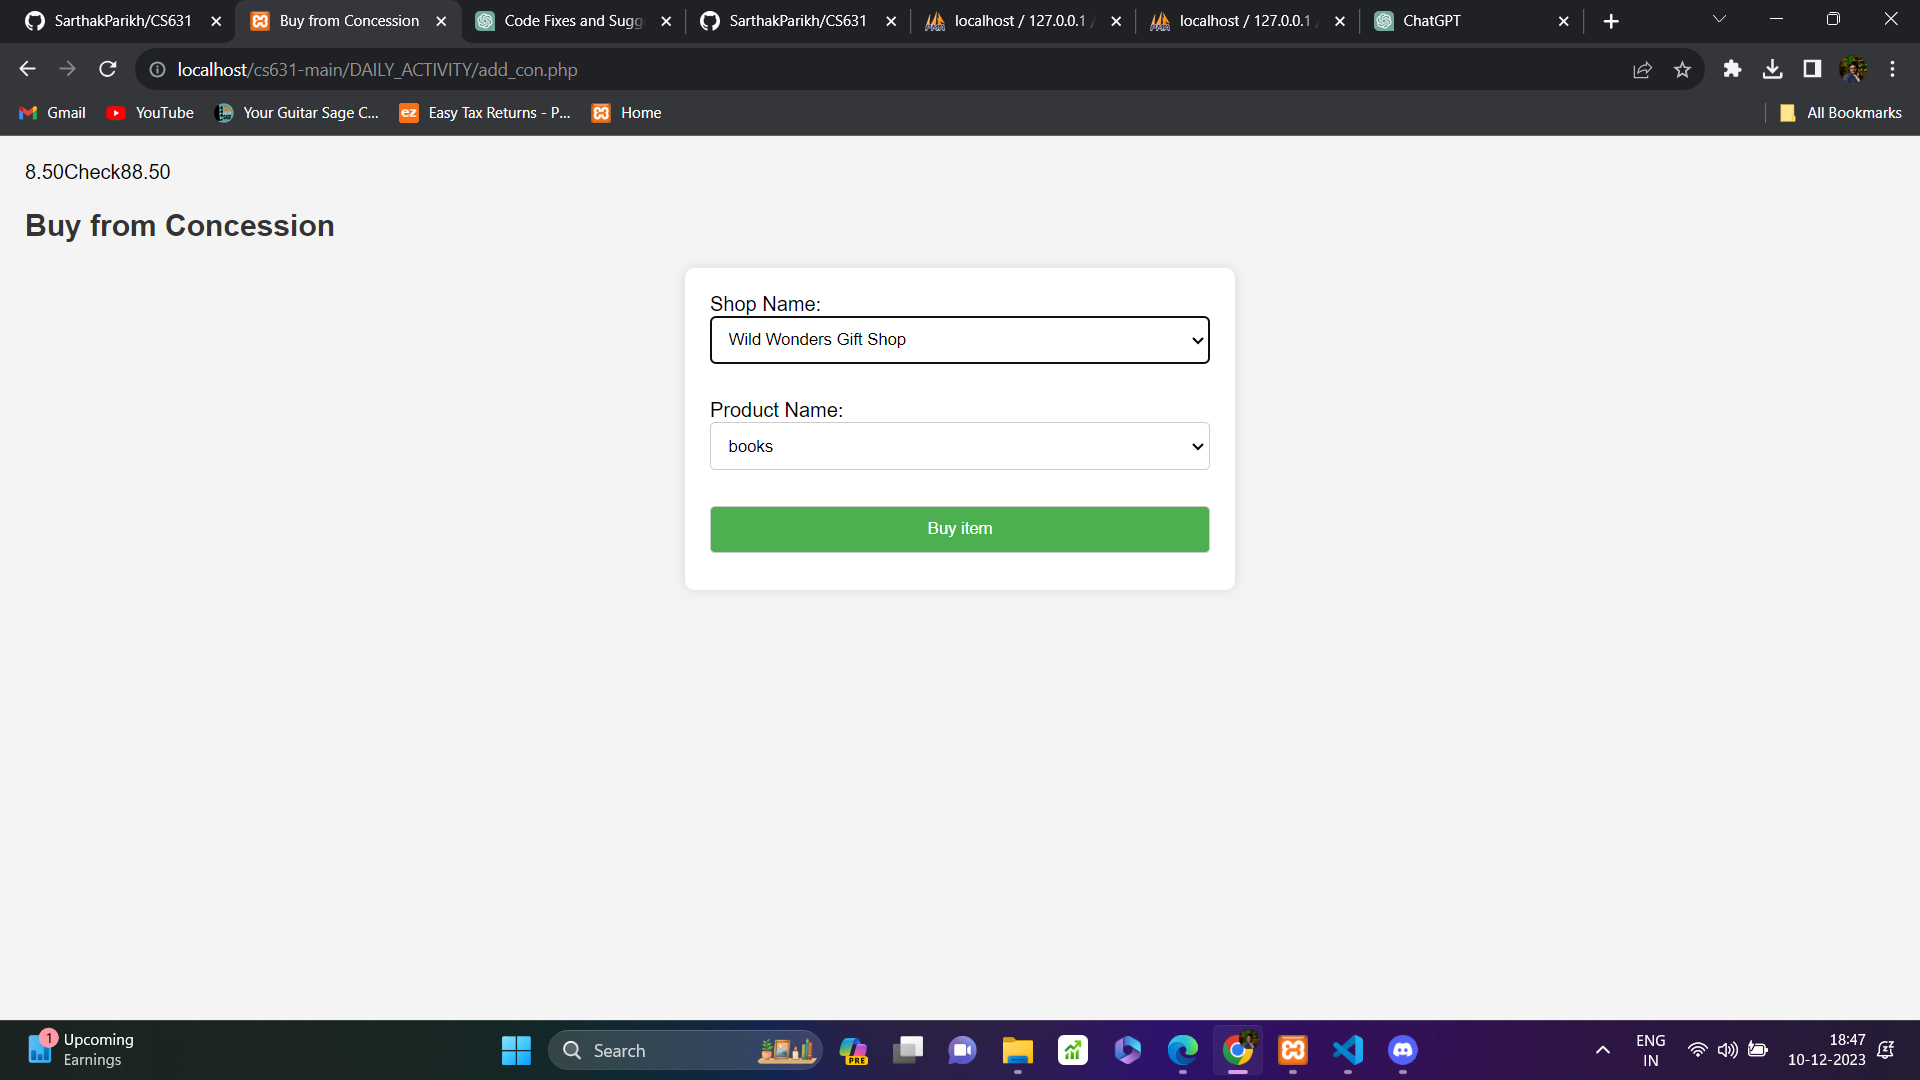 SarthakParikh/CS631
Buy from Concession
Code Fixes and Sugg
SarthakParikh/CS631
localhost / 127.0.0.1 /
localhost / 127.0.0.1 /
ChatGPT
localhost/cs631-main/DAILY_ACTIVITY/add_con.php
Gmail
YouTube
Your Guitar Sage C...
ez
Easy Tax Returns - P...
Home
All Bookmarks
8.50Check88.50
Buy from Concession
Shop Name:
Wild Wonders Gift Shop
Product Name:
books
Buy item
1
Upcoming
Earnings
Search
PRE
ENG
IN
18:47
10-12-2023